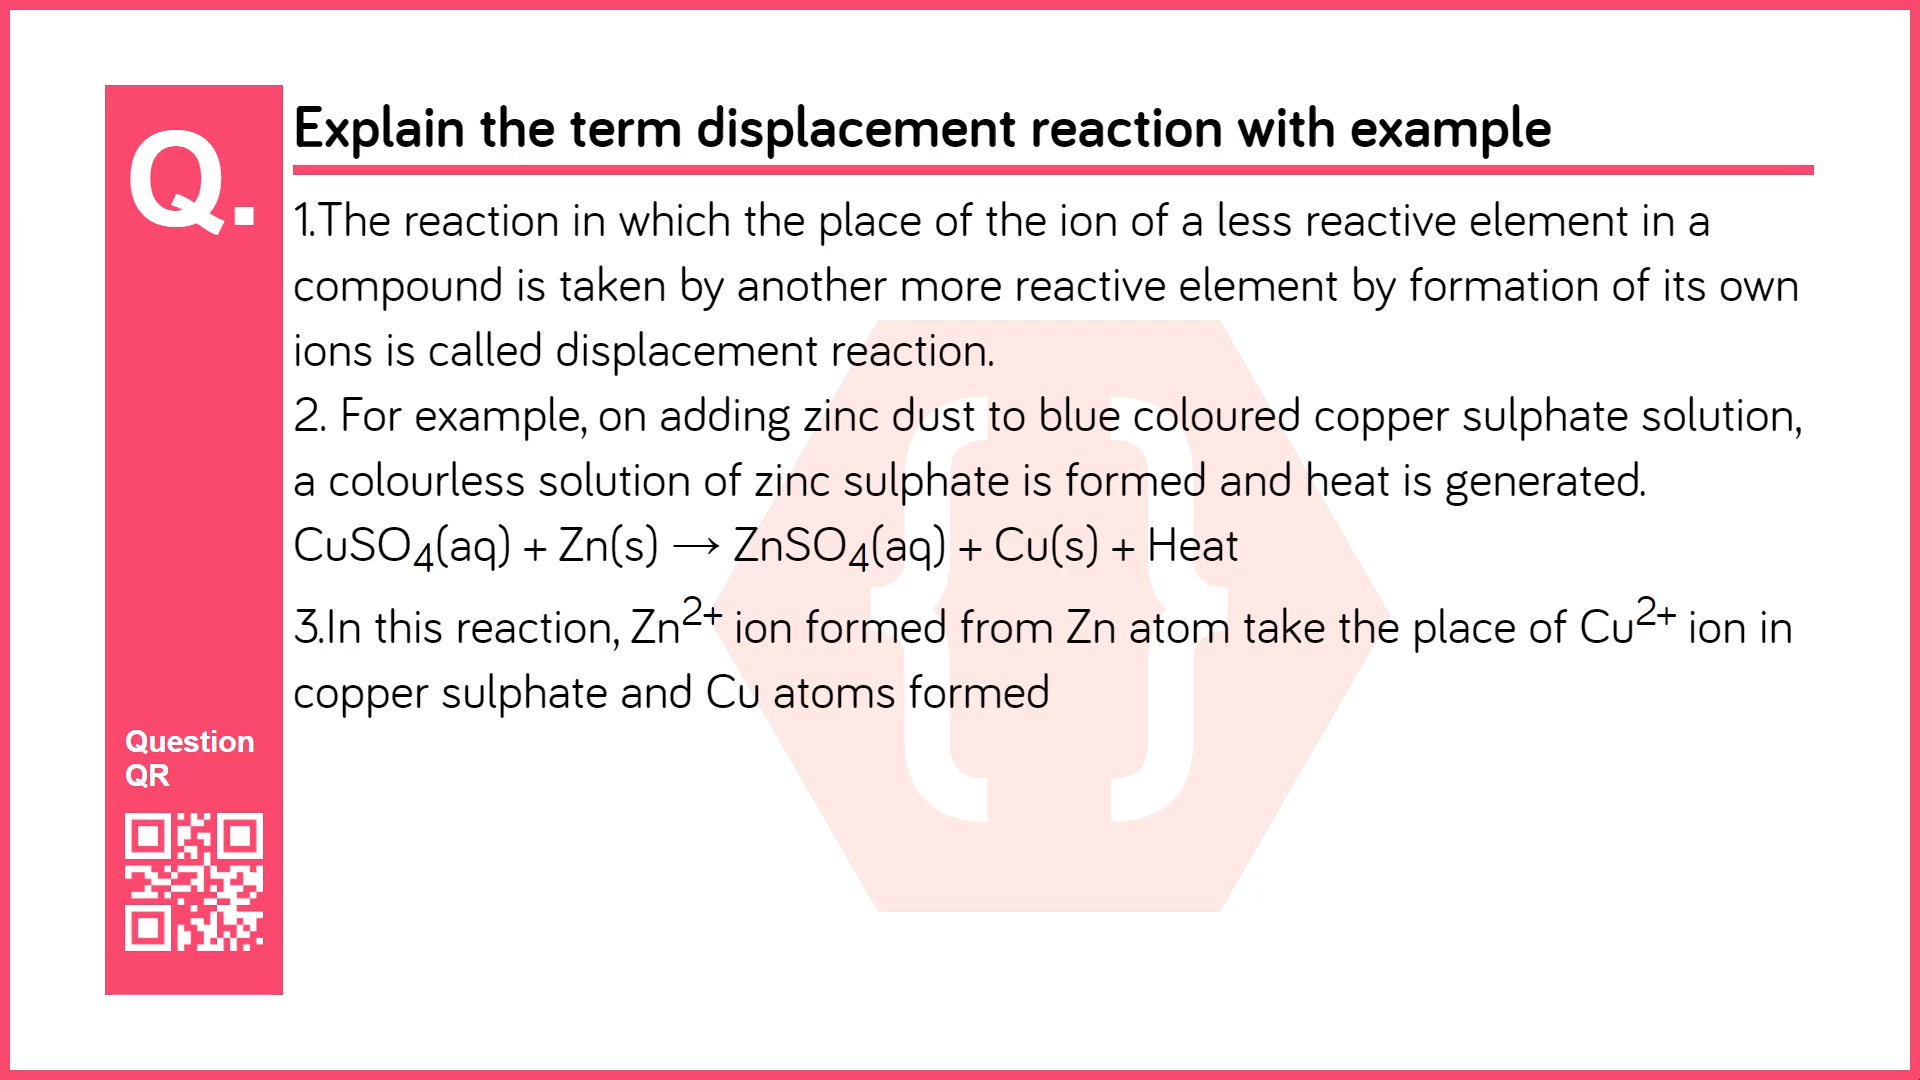 Q.
Explain the term displacement reaction with example
1.The reaction in which the place of the ion of a less reactive element in a
compound is taken by another more reactive element by formation of its own
ions is called displacement reaction.
2. For example, on adding zinc dust to blue coloured copper sulphate solution,
a colourless solution of zinc sulphate is formed and heat is generated.
CuSO₄(aq) + Zn(s) → ZnSO₄(aq) + Cu(s) + Heat
3.In this reaction, Zn²⁺ ion formed from Zn atom take the place of Cu²⁺ ion in
copper sulphate and Cu atoms formed
Question
QR